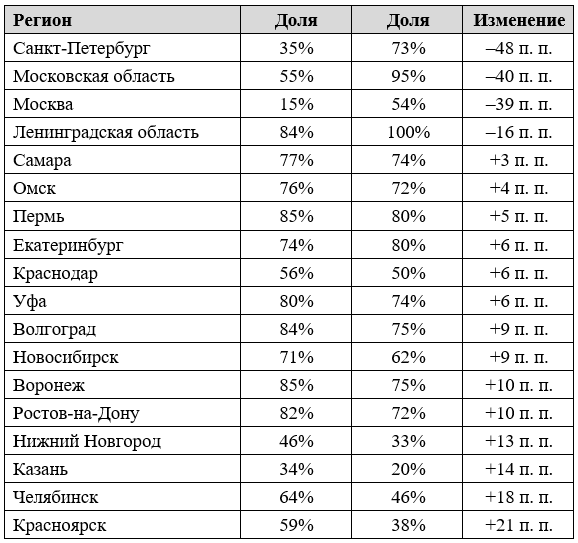 Регион Доля Доля Изменение
Санкт-Петербург 35% 73% –48 п. п.
Московская область 55% 95% –40 п. п.
Москва 15% 54% –39 п. п.
Ленинградская область 84% 100% –16 п. п.
Самара 77% 74% +3 п. п.
Омск 76% 72% +4 п. п.
Пермь 85% 80% +5 п. п.
Екатеринбург 74% 80% +6 п. п.
Краснодар 56% 50% +6 п. п.
Уфа 80% 74% +6 п. п.
Волгоград 84% 75% +9 п. п.
Новосибирск 71% 62% +9 п. п.
Воронеж 85% 75% +10 п. п.
Ростов-на-Дону 82% 72% +10 п. п.
Нижний Новгород 46% 33% +13 п. п.
Казань 34% 20% +14 п. п.
Челябинск 64% 46% +18 п. п.
Красноярск 59% 38% +21 п. п.